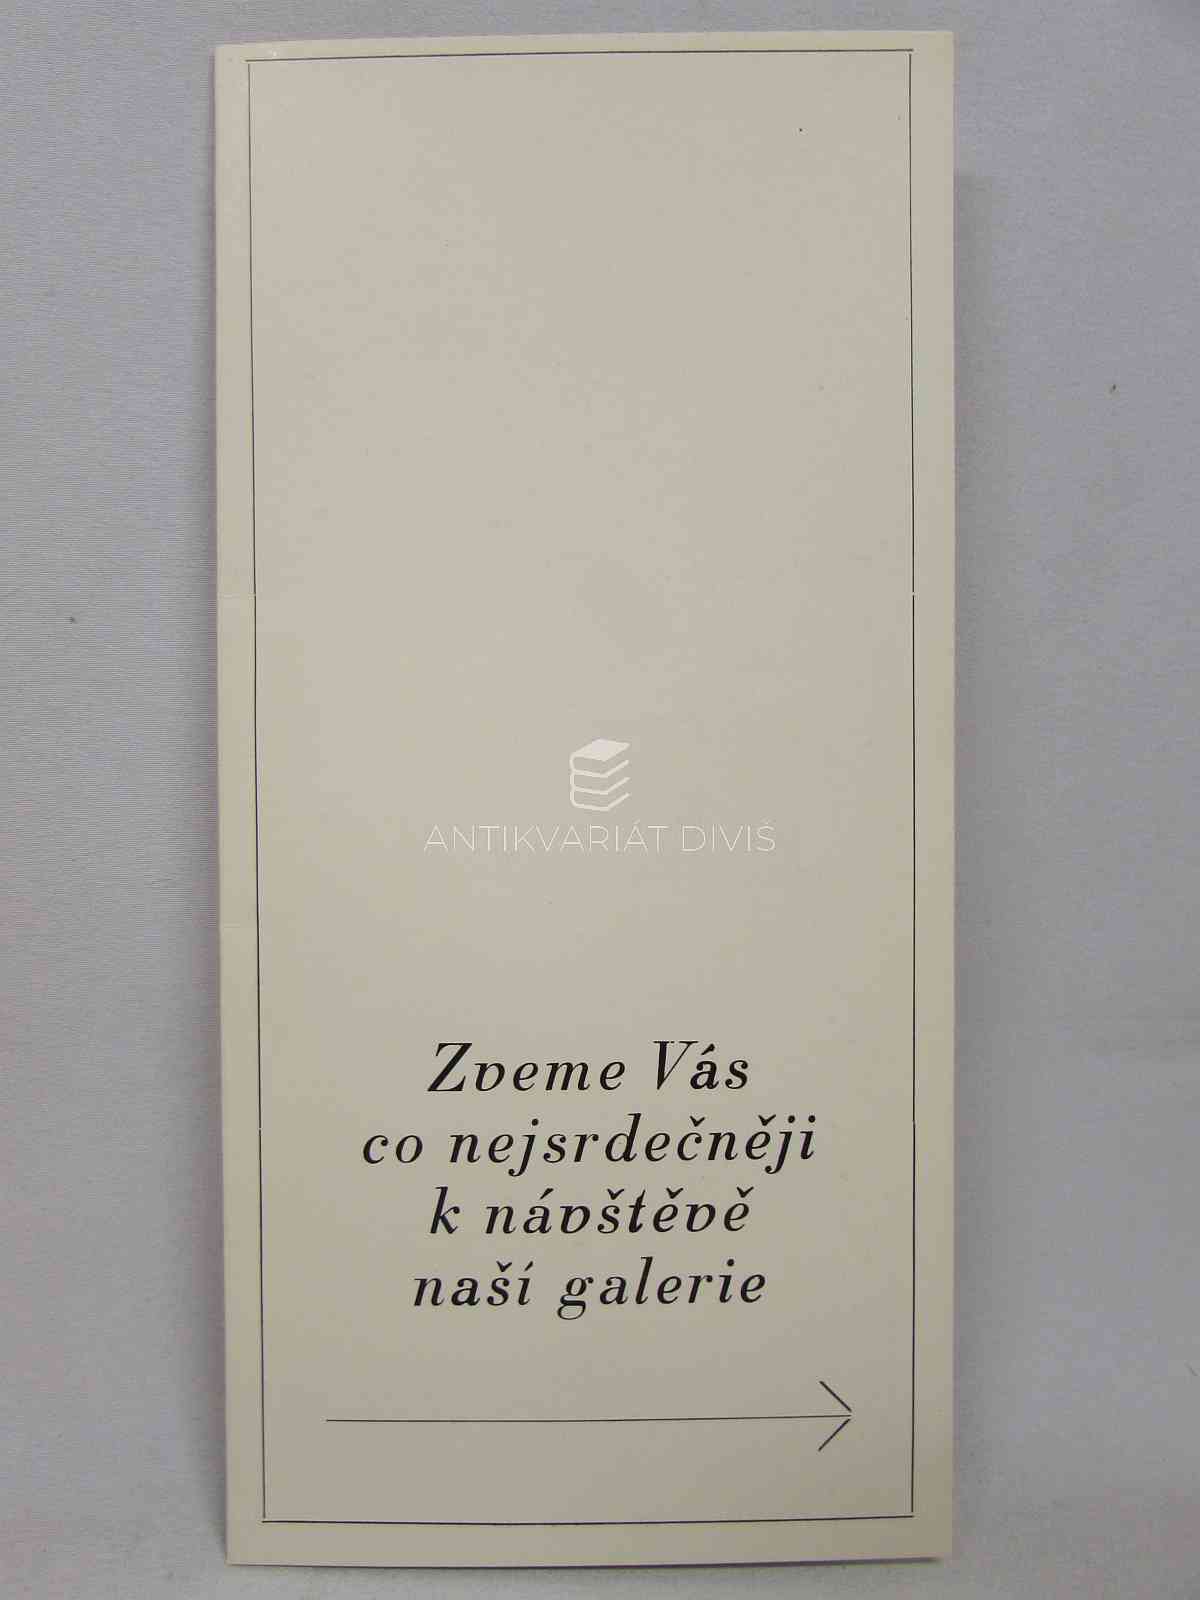 ANTIKVARIÁT DIVIŠ
Zveme Vás
co nejsrdečněji
k návštěvě
naší galerie